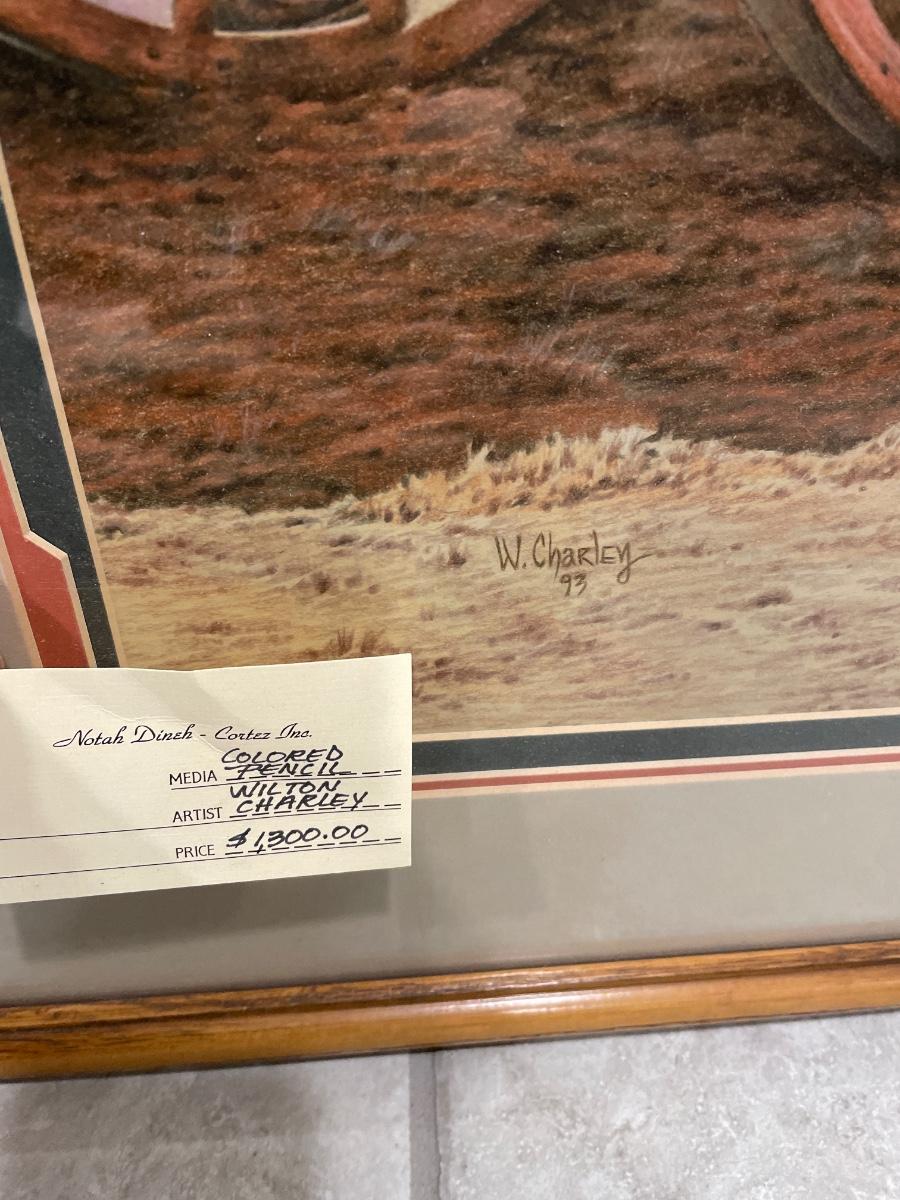 W. Charley
93
Notah Dineh - Cortez Inc.
MEDIA COLORED
PENCIL
ARTIST WILTON
CHARLEY
PRICE $1,300.00